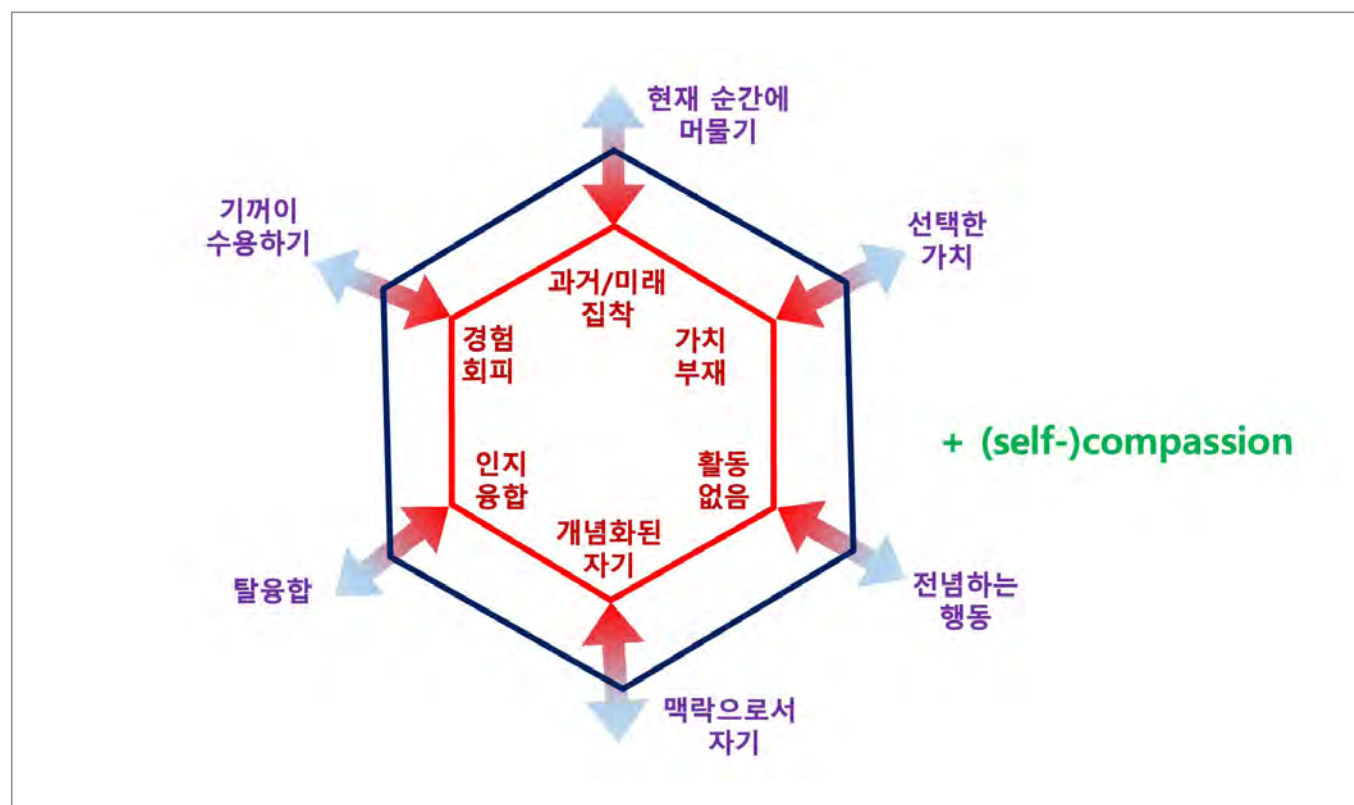 현재 순간에
머물기
기꺼이
수용하기
선택한
가치
과거/미래
집착
경험
회피
가치
부재
+ (self-)compassion
인지
융합
활동
없음
개념화된
자기
탈융합
전념하는
행동
맥락으로서
자기